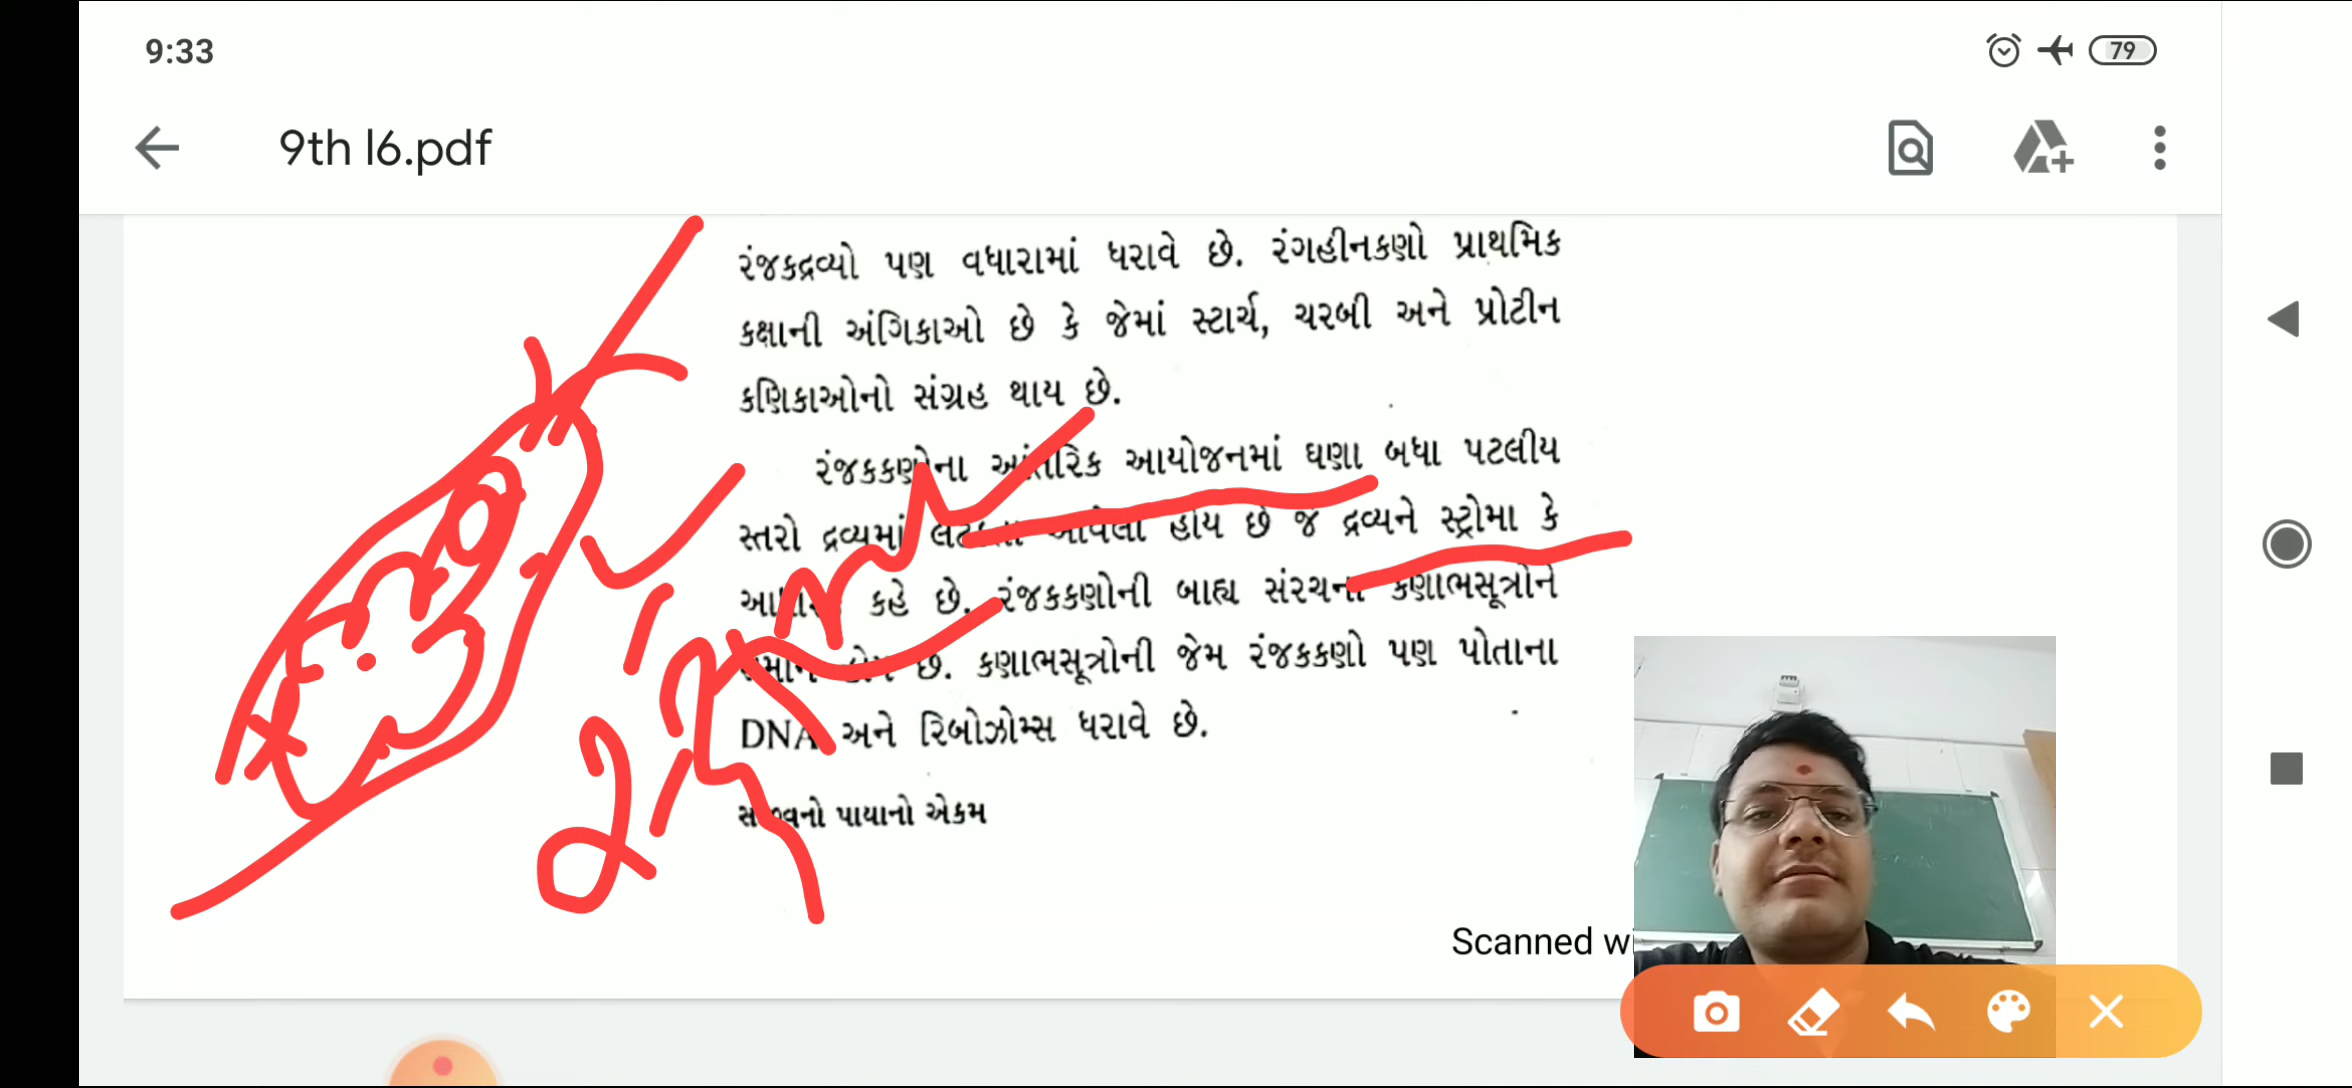 9:33
79
9th l6.pdf
રંજકદ્રવ્યો પણ વધારામાં ધરાવે છે. રંગહીનકણો પ્રાથમિક
કક્ષાની અંગિકાઓ છે કે જેમાં સ્ટાર્ચ, ચરબી અને પ્રોટીન
કણિકાઓનો સંગ્રહ થાય છે.
રંજકકણોના આંતરિક આયોજનમાં ઘણા બધા પટલીય
સ્તરો દ્રવ્યમાં હોય છે જ દ્રવ્યને સ્ટ્રોમા કે
કહે છે. રંજકકણોની બાહ્ય સંરચના કણાભસૂત્રોને
છે. કણાભસૂત્રોની જેમ રંજકકણો પણ પોતાના
DNA અને રિબોઝોમ્સ ધરાવે છે.
પાયાનો એકમ
Scanned